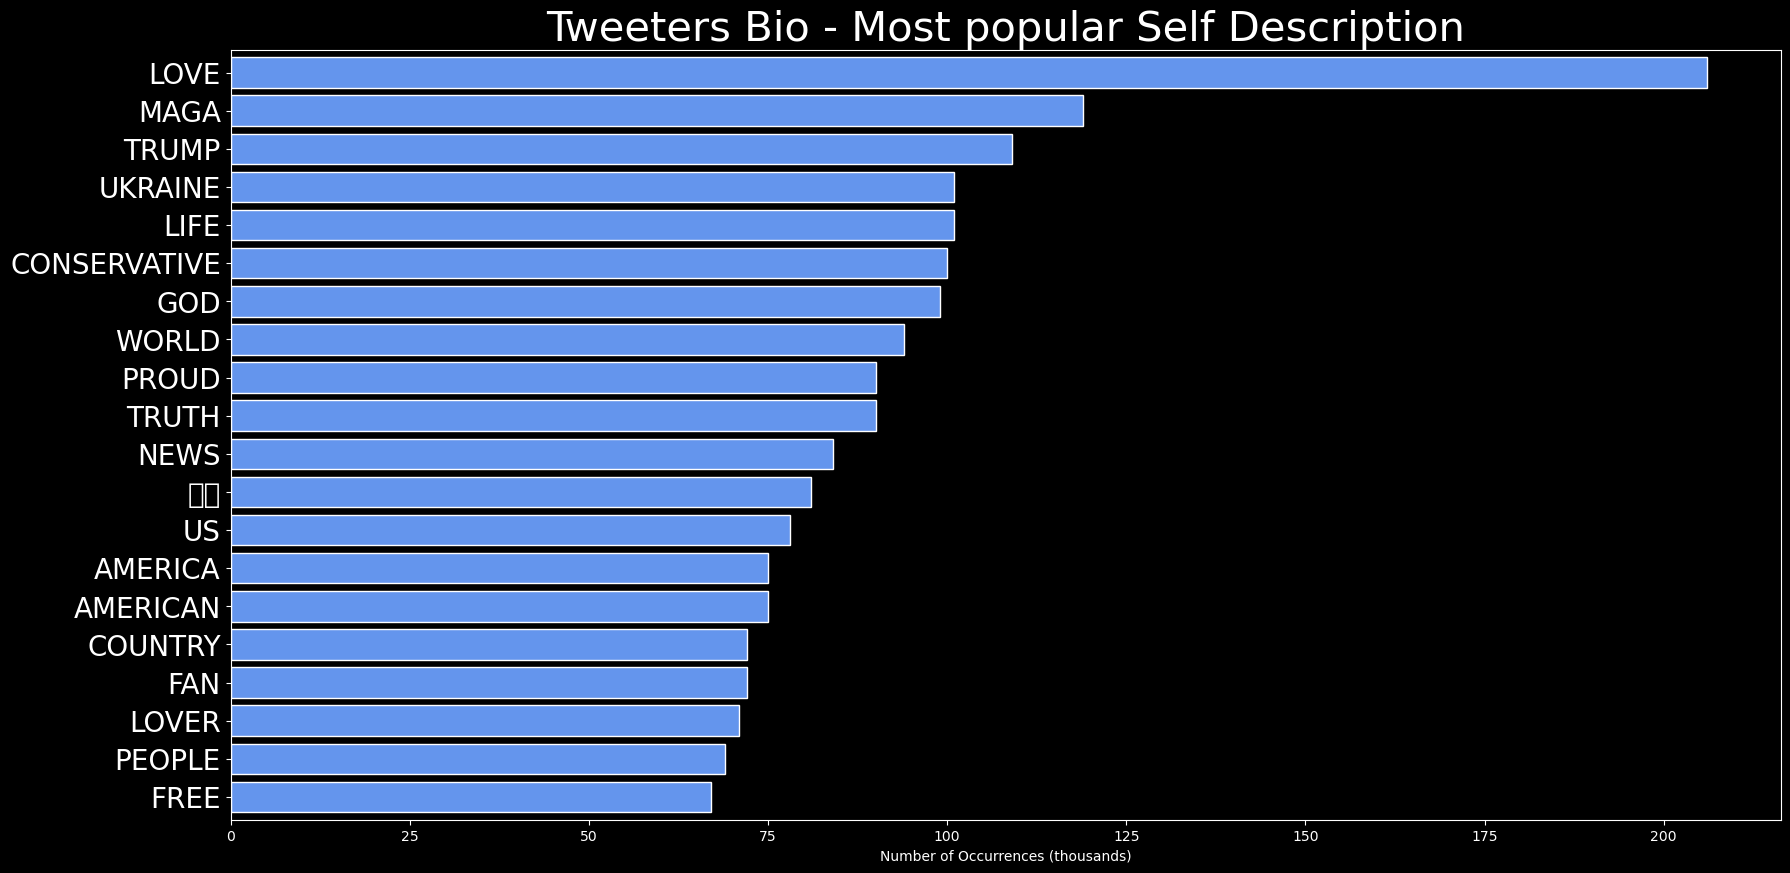 Tweeters Bio - Most popular Self Description
LOVE
MAGA
TRUMP
UKRAINE
LIFE
CONSERVATIVE
GOD
WORLD
PROUD
TRUTH
NEWS
US
AMERICA
AMERICAN
COUNTRY
FAN
LOVER
PEOPLE
FREE
0 25 50 75 100 125 150 175 200
Number of Occurrences (thousands)